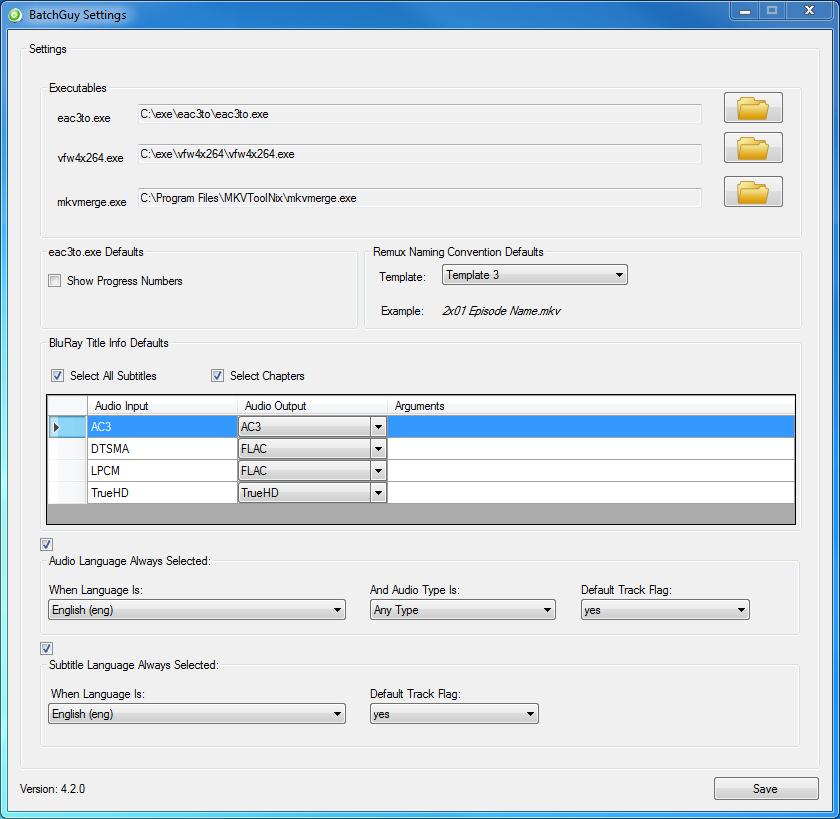 BatchGuy Settings
Settings
Executables
eac3to.exe C:\exe\eac3to\eac3to.exe
vfw4x264.exe C:\exe\vfw4x264\vfw4x264.exe
mkvmerge.exe C:\Program Files\MKVToolNix\mkvmerge.exe
eac3to.exe Defaults
Show Progress Numbers
Remux Naming Convention Defaults
Template: Template 3
Example: 2x01 Episode Name.mkv
BluRay Title Info Defaults
Select All Subtitles Select Chapters
Audio Input Audio Output Arguments
AC3 AC3
DTSMA FLAC
LPCM FLAC
TrueHD TrueHD
Audio Language Always Selected:
When Language Is: And Audio Type Is: Default Track Flag:
English (eng) Any Type yes
Subtitle Language Always Selected:
When Language Is: Default Track Flag:
English (eng) yes
Version: 4.2.0 Save